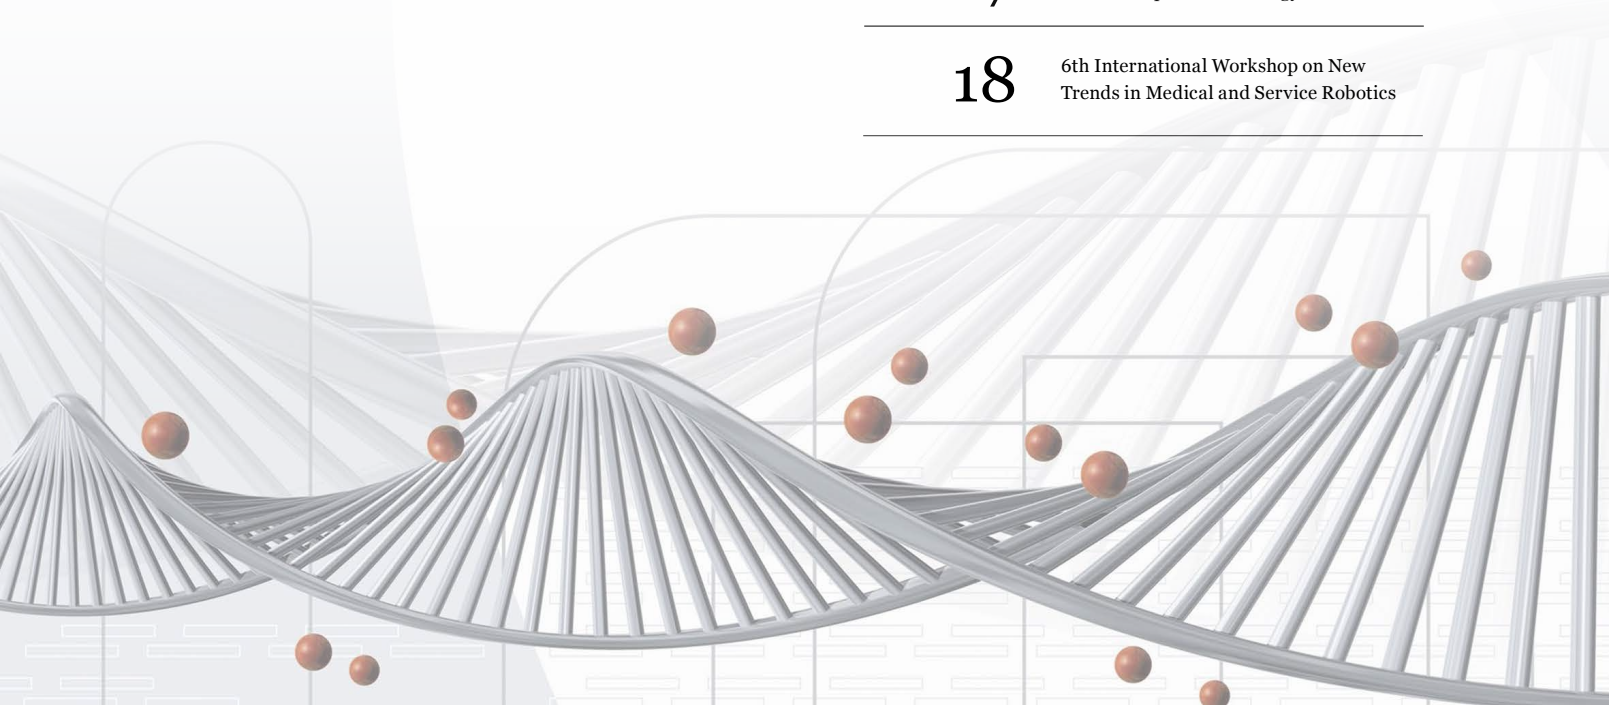 18
6th International Workshop on New
Trends in Medical and Service Robotics